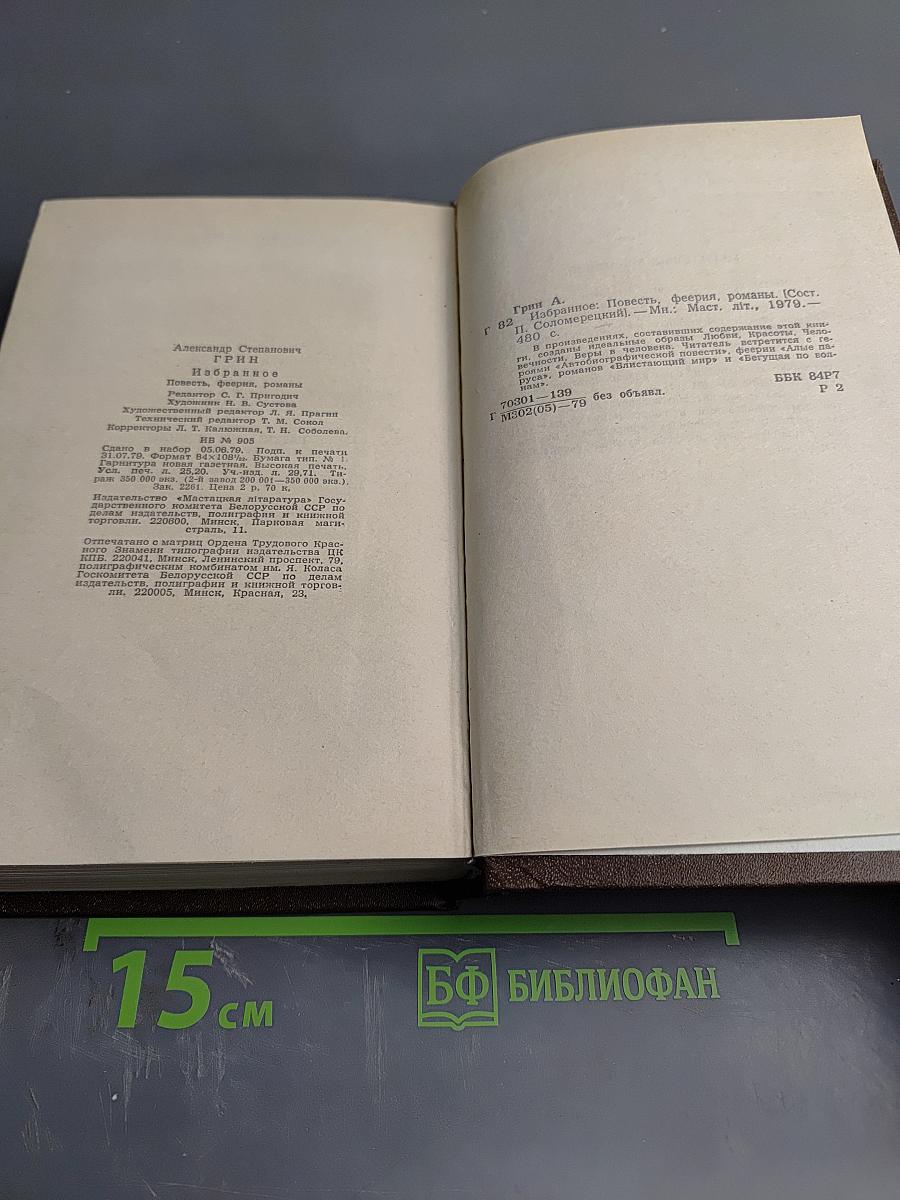 Александр Степанович
ГРИН
Избранное
Повесть, феерия, романы
Редактор С. Г. Пригодич
Художник Н. В. Сустова
Художественный редактор Л. Я. Прагин
Технический редактор Т. М. Сокол
Корректоры Л. Т. Калюжная, Т. Н. Соболева.
ИВ № 905
Сдано в набор 05.06.79. Подп. к печати
31.07.79. Формат 84×108¹/₃₂. Бумага тип. № 1.
Гарнитура новая газетная. Высокая печать.
Усл. печ. л. 25,20. Уч.-изд. л. 29,71. Ти-
раж 350 000 экз. (2-й завод 200 001—350 000 экз.).
Зак. 2261. Цена 2 р. 70 к.
Издательство «Мастацкая літаратура» Госу-
дарственного комитета Белорусской ССР по
делам издательств, полиграфии и книжной
торговли. 220600, Минск, Парковая маги-
страль, 11.
Отпечатано с матриц Ордена Трудового Крас-
ного Знамени типографии издательства ЦК
КПБ. 220041, Минск, Ленинский проспект, 79,
полиграфическим комбинатом им. Я. Коласа
Госкомитета Белорусской ССР по делам
издательств, полиграфии и книжной торгов-
ли. 220005, Минск, Красная, 23.
Грин А.
Г 82 Избранное: Повесть, феерия, романы. [Сост.
П. Соломерецкий]. — Мн.: Маст. літ., 1979.—
480 с.
В произведениях, составивших содержание этой кни-
ги, созданы идеальные образы Любви, Красоты, Чело-
вечности, Веры в человека. Читатель встретится с ге-
роями «Автобиографической повести», феерии «Алые па-
руса», романов «Блистающий мир» и «Бегущая по вол-
нам».
Г 70301—139
М302(05)—79 без объявл.
ББК 84Р7
Р 2
15 см
БФ БИБЛИОФАН